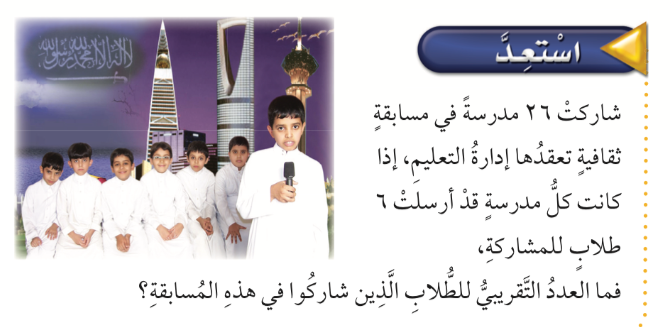 اسْتعِدَّ
لا إله إلا الله محمد رسول الله
شاركتْ ٢٦ مدرسةً في مسابقةٍ
ثقافيةٍ تعقدُها إدارةُ التعليمِ، إذا
كانت كلُّ مدرسةٍ قدْ أرسلَتْ ٦
طلابٍ للمشاركةِ،
فما العددُ التَّقريبيُّ للطُّلابِ الَّذِين شاركُوا في هذهِ المُسابقةِ؟